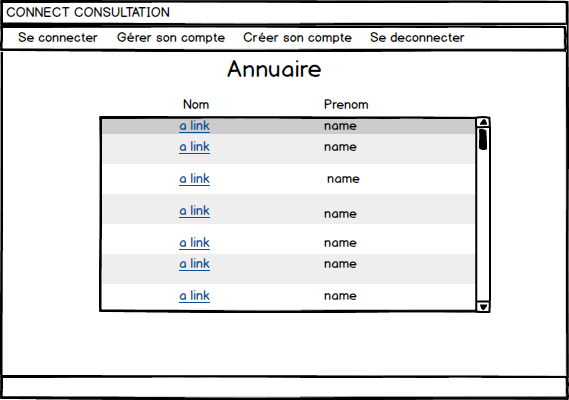 CONNECT CONSULTATION
Se connecter Gérer son compte Créer son compte Se deconnecter
Annuaire
Nom Prenom
a link name
a link name
a link name
a link name
a link name
a link name
a link name